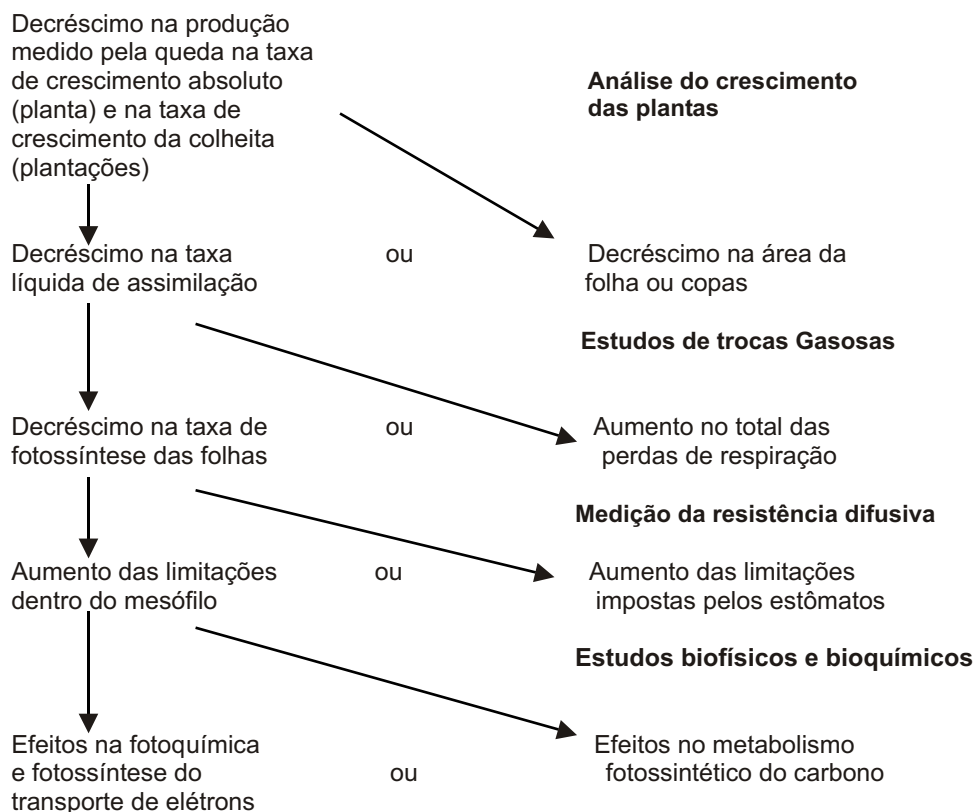 Decréscimo na produção
medido pela queda na taxa
de crescimento absoluto
(planta) e na taxa de
crescimento da colheita
(plantações)
Análise do crescimento
das plantas
Decréscimo na taxa
líquida de assimilação
ou
Decréscimo na área da
folha ou copas
Estudos de trocas Gasosas
Decréscimo na taxa de
fotossíntese das folhas
ou
Aumento no total das
perdas de respiração
Medição da resistência difusiva
Aumento das limitações
dentro do mesófilo
ou
Aumento das limitações
impostas pelos estômatos
Estudos biofísicos e bioquímicos
Efeitos na fotoquímica
e fotossíntese do
transporte de elétrons
ou
Efeitos no metabolismo
fotossintético do carbono